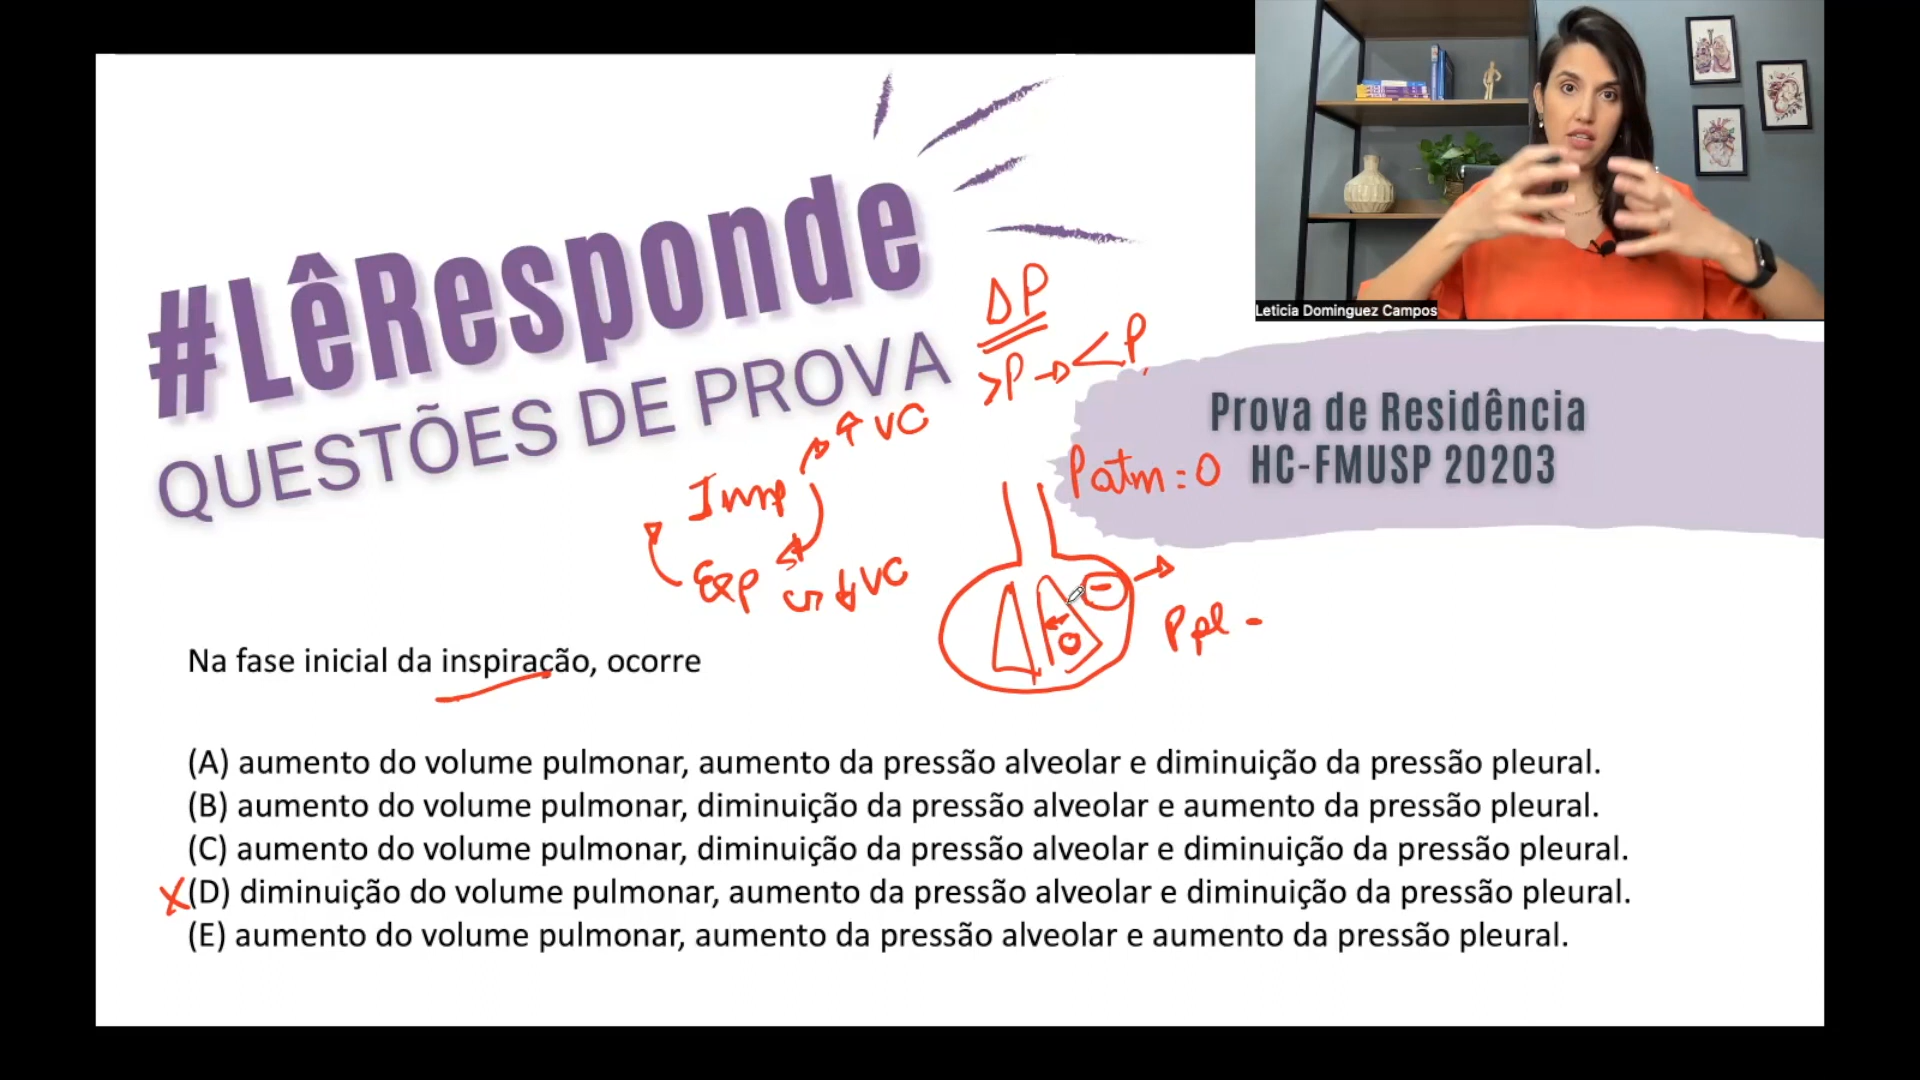 #LêResponde
QUESTÕES DE PROVA
Leticia Dominguez Campos
ΔP
>P → <P
Prova de Residência
HC-FMUSP 20203
Patm = 0
↑ VC
Insp
Exp
↓ VC
-
0
Ppl -
Na fase inicial da inspiração, ocorre
(A) aumento do volume pulmonar, aumento da pressão alveolar e diminuição da pressão pleural.
(B) aumento do volume pulmonar, diminuição da pressão alveolar e aumento da pressão pleural.
(C) aumento do volume pulmonar, diminuição da pressão alveolar e diminuição da pressão pleural.
X (D) diminuição do volume pulmonar, aumento da pressão alveolar e diminuição da pressão pleural.
(E) aumento do volume pulmonar, aumento da pressão alveolar e aumento da pressão pleural.